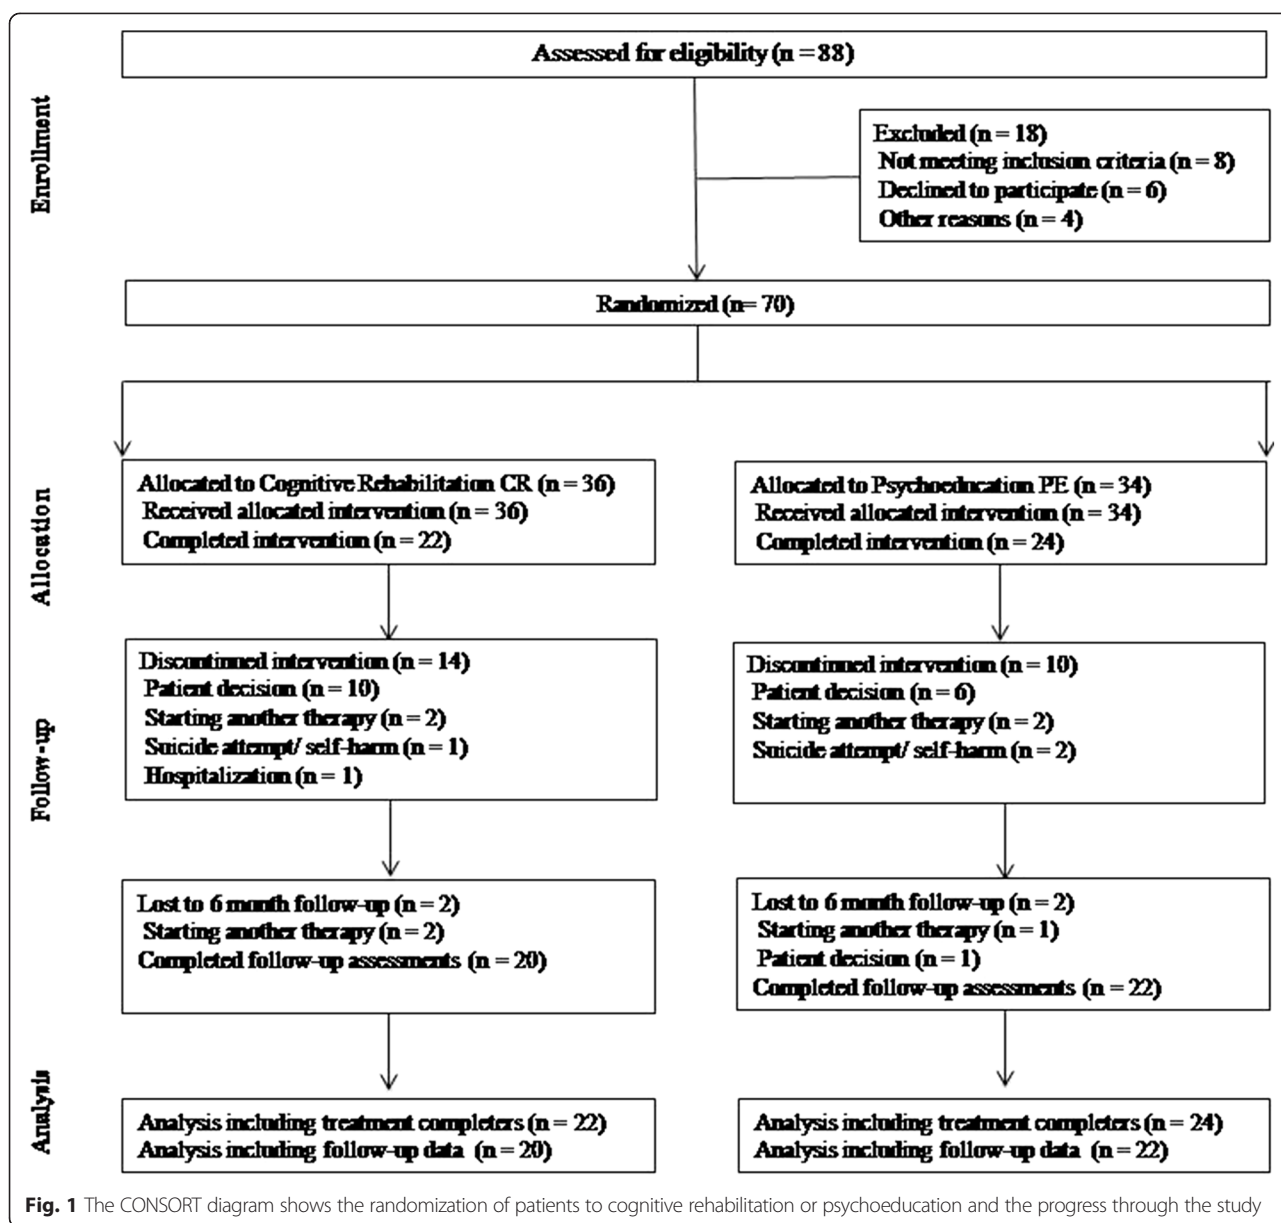 Enrollment
Assessed for eligibility (n = 88)
Excluded (n = 18)
Not meeting inclusion criteria (n = 8)
Declined to participate (n = 6)
Other reasons (n = 4)
Randomized (n= 70)
Allocation
Allocated to Cognitive Rehabilitation CR (n = 36)
Received allocated intervention (n = 36)
Completed intervention (n = 22)
Allocated to Psychoeducation PE (n = 34)
Received allocated intervention (n = 34)
Completed intervention (n = 24)
Follow-up
Discontinued intervention (n = 14)
Patient decision (n = 10)
Starting another therapy (n = 2)
Suicide attempt/ self-harm (n = 1)
Hospitalization (n = 1)
Discontinued intervention (n = 10)
Patient decision (n = 6)
Starting another therapy (n = 2)
Suicide attempt/ self-harm (n = 2)
Lost to 6 month follow-up (n = 2)
Starting another therapy (n = 2)
Completed follow-up assessments (n = 20)
Lost to 6 month follow-up (n = 2)
Starting another therapy (n = 1)
Patient decision (n = 1)
Completed follow-up assessments (n = 22)
Analysis
Analysis including treatment completers (n = 22)
Analysis including follow-up data (n = 20)
Analysis including treatment completers (n = 24)
Analysis including follow-up data (n = 22)
Fig. 1 The CONSORT diagram shows the randomization of patients to cognitive rehabilitation or psychoeducation and the progress through the study